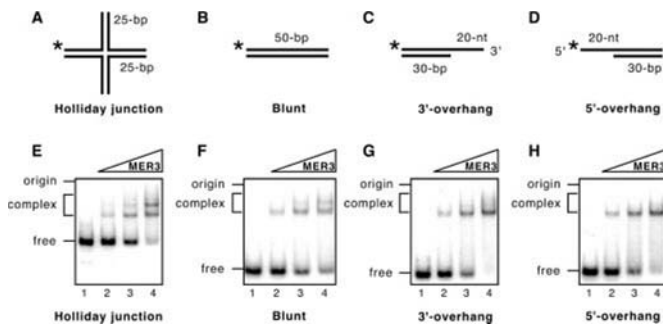 A B C D
25-bp 50-bp 20-nt 5' 20-nt
* * * 3' *
25-bp 30-bp 30-bp
Holliday junction Blunt 3'-overhang 5'-overhang
E F G H
MER3 MER3 MER3 MER3
origin origin origin origin
complex complex complex complex
free free free free
1 2 3 4 1 2 3 4 1 2 3 4 1 2 3 4
Holliday junction Blunt 3'-overhang 5'-overhang